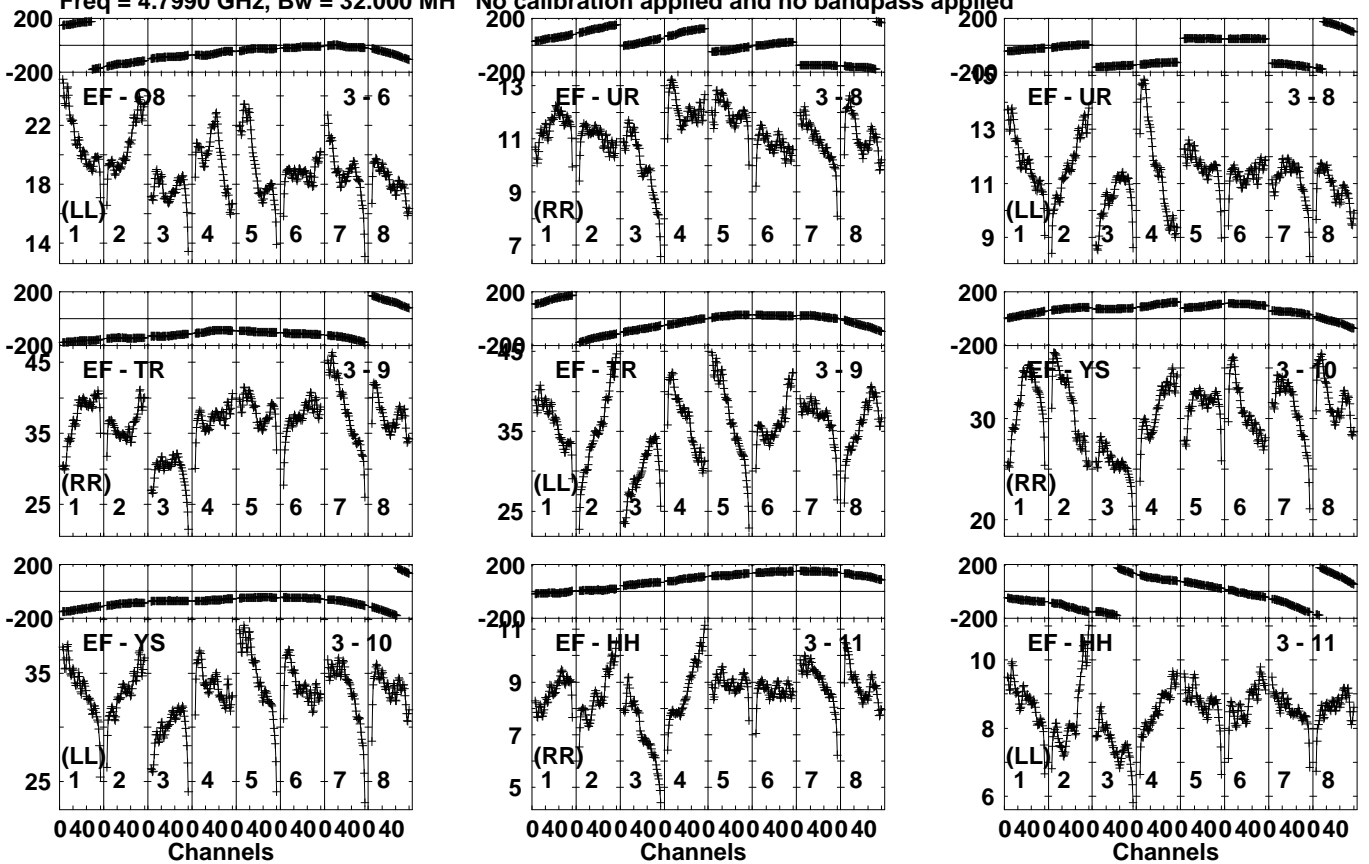 Freq = 4.7990 GHz, Bw = 32.000 MH No calibration applied and no bandpass applied
200
-200
EF - O8 3 - 6
22
18
14
(LL)
1 2 3 4 5 6 7 8
200
-200
13
EF - UR 3 - 8
11
9
7
(RR)
1 2 3 4 5 6 7 8
200
-200
15
EF - UR 3 - 8
13
11
9
(LL)
1 2 3 4 5 6 7 8
200
-200
45
EF - TR 3 - 9
35
25
(RR)
1 2 3 4 5 6 7 8
200
-200
45
EF - TR 3 - 9
35
25
(LL)
1 2 3 4 5 6 7 8
200
-200
EF - YS 3 - 10
30
20
(RR)
1 2 3 4 5 6 7 8
200
-200
EF - YS 3 - 10
35
25
(LL)
1 2 3 4 5 6 7 8
200
-200
11
EF - HH 3 - 11
9
7
5
(RR)
1 2 3 4 5 6 7 8
200
-200
EF - HH 3 - 11
10
8
6
(LL)
1 2 3 4 5 6 7 8
0 40 0 40 0 40 0 40 0 40 0 40 0 40 0 40
Channels
0 40 0 40 0 40 0 40 0 40 0 40 0 40 0 40
Channels
0 40 0 40 0 40 0 40 0 40 0 40 0 40 0 40
Channels